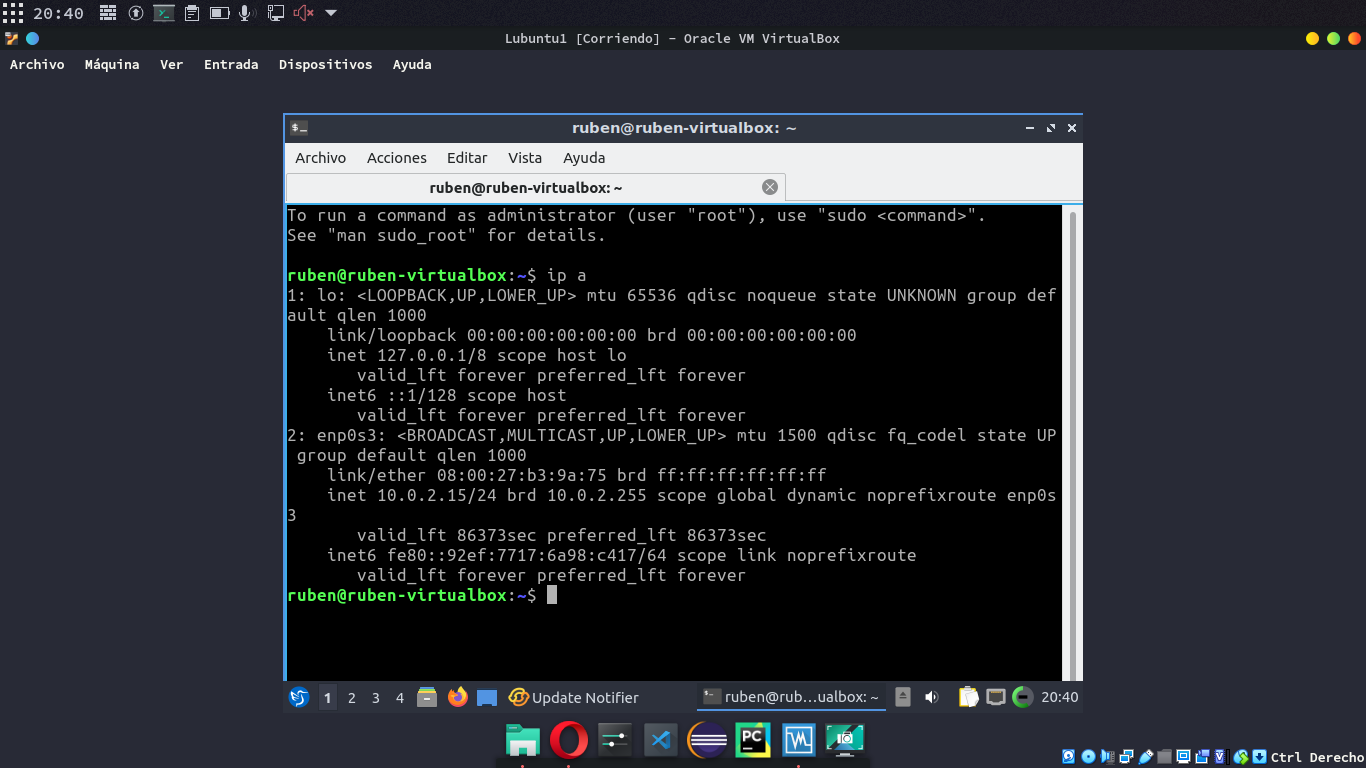 20:40
Lubuntu1 [Corriendo] - Oracle VM VirtualBox
Archivo Máquina Ver Entrada Dispositivos Ayuda
ruben@ruben-virtualbox: ~
Archivo Acciones Editar Vista Ayuda
ruben@ruben-virtualbox: ~
To run a command as administrator (user "root"), use "sudo <command>".
See "man sudo_root" for details.
ruben@ruben-virtualbox:~$ ip a
1: lo: <LOOPBACK,UP,LOWER_UP> mtu 65536 qdisc noqueue state UNKNOWN group def
ault qlen 1000
link/loopback 00:00:00:00:00:00 brd 00:00:00:00:00:00
inet 127.0.0.1/8 scope host lo
valid_lft forever preferred_lft forever
inet6 ::1/128 scope host
valid_lft forever preferred_lft forever
2: enp0s3: <BROADCAST,MULTICAST,UP,LOWER_UP> mtu 1500 qdisc fq_codel state UP
group default qlen 1000
link/ether 08:00:27:b3:9a:75 brd ff:ff:ff:ff:ff:ff
inet 10.0.2.15/24 brd 10.0.2.255 scope global dynamic noprefixroute enp0s
3
valid_lft 86373sec preferred_lft 86373sec
inet6 fe80::92ef:7717:6a98:c417/64 scope link noprefixroute
valid_lft forever preferred_lft forever
ruben@ruben-virtualbox:~$
1 2 3 4 Update Notifier ruben@rub...ualbox: ~ 20:40
PC
Ctrl Derecho